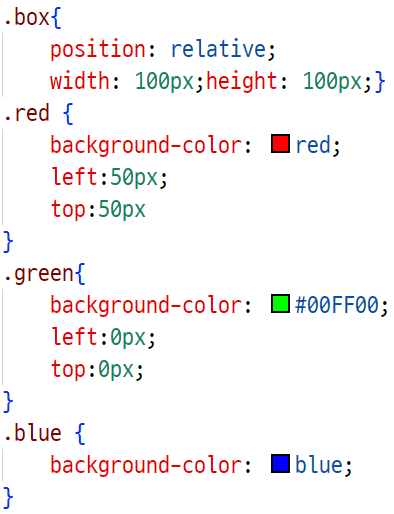 .box{
    position: relative;
    width: 100px;height: 100px;}
.red {
    background-color: red;
    left:50px;
    top:50px
}
.green{
    background-color: #00FF00;
    left:0px;
    top:0px;
}
.blue {
    background-color: blue;
}